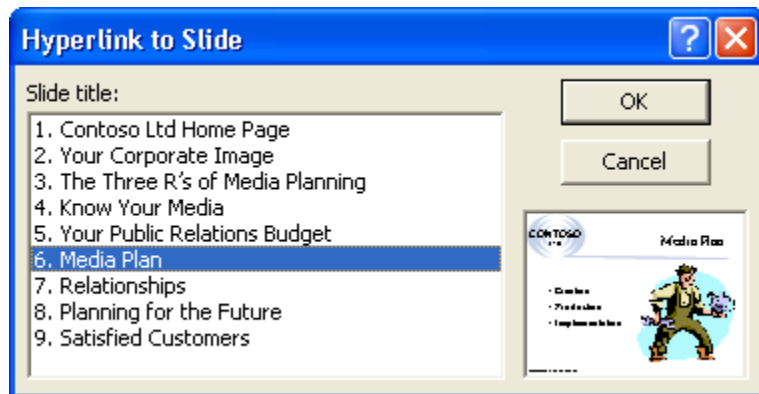 Hyperlink to Slide
?
Slide title:
1. Contoso Ltd Home Page
2. Your Corporate Image
3. The Three R's of Media Planning
4. Know Your Media
5. Your Public Relations Budget
6. Media Plan
7. Relationships
8. Planning for the Future
9. Satisfied Customers
OK
Cancel
CONTOSO
Media Plan